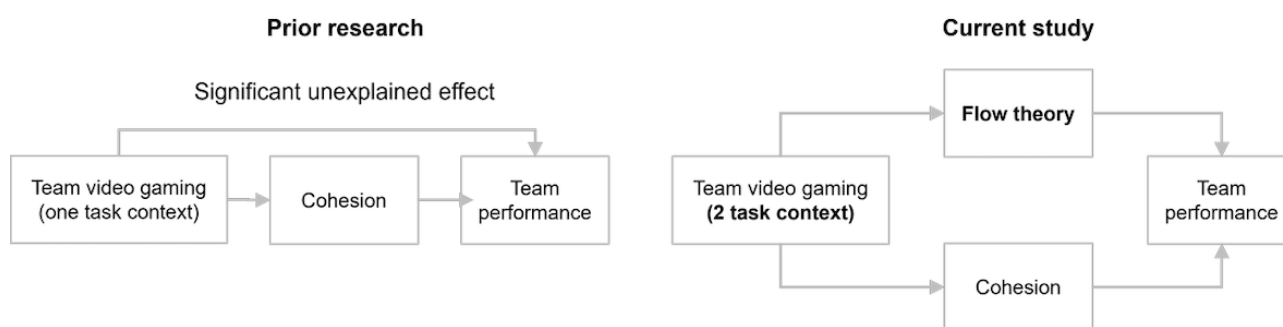 Prior research
Significant unexplained effect
Team video gaming
(one task context)
Cohesion
Team
performance
Current study
Flow theory
Team video gaming
(2 task context)
Team
performance
Cohesion